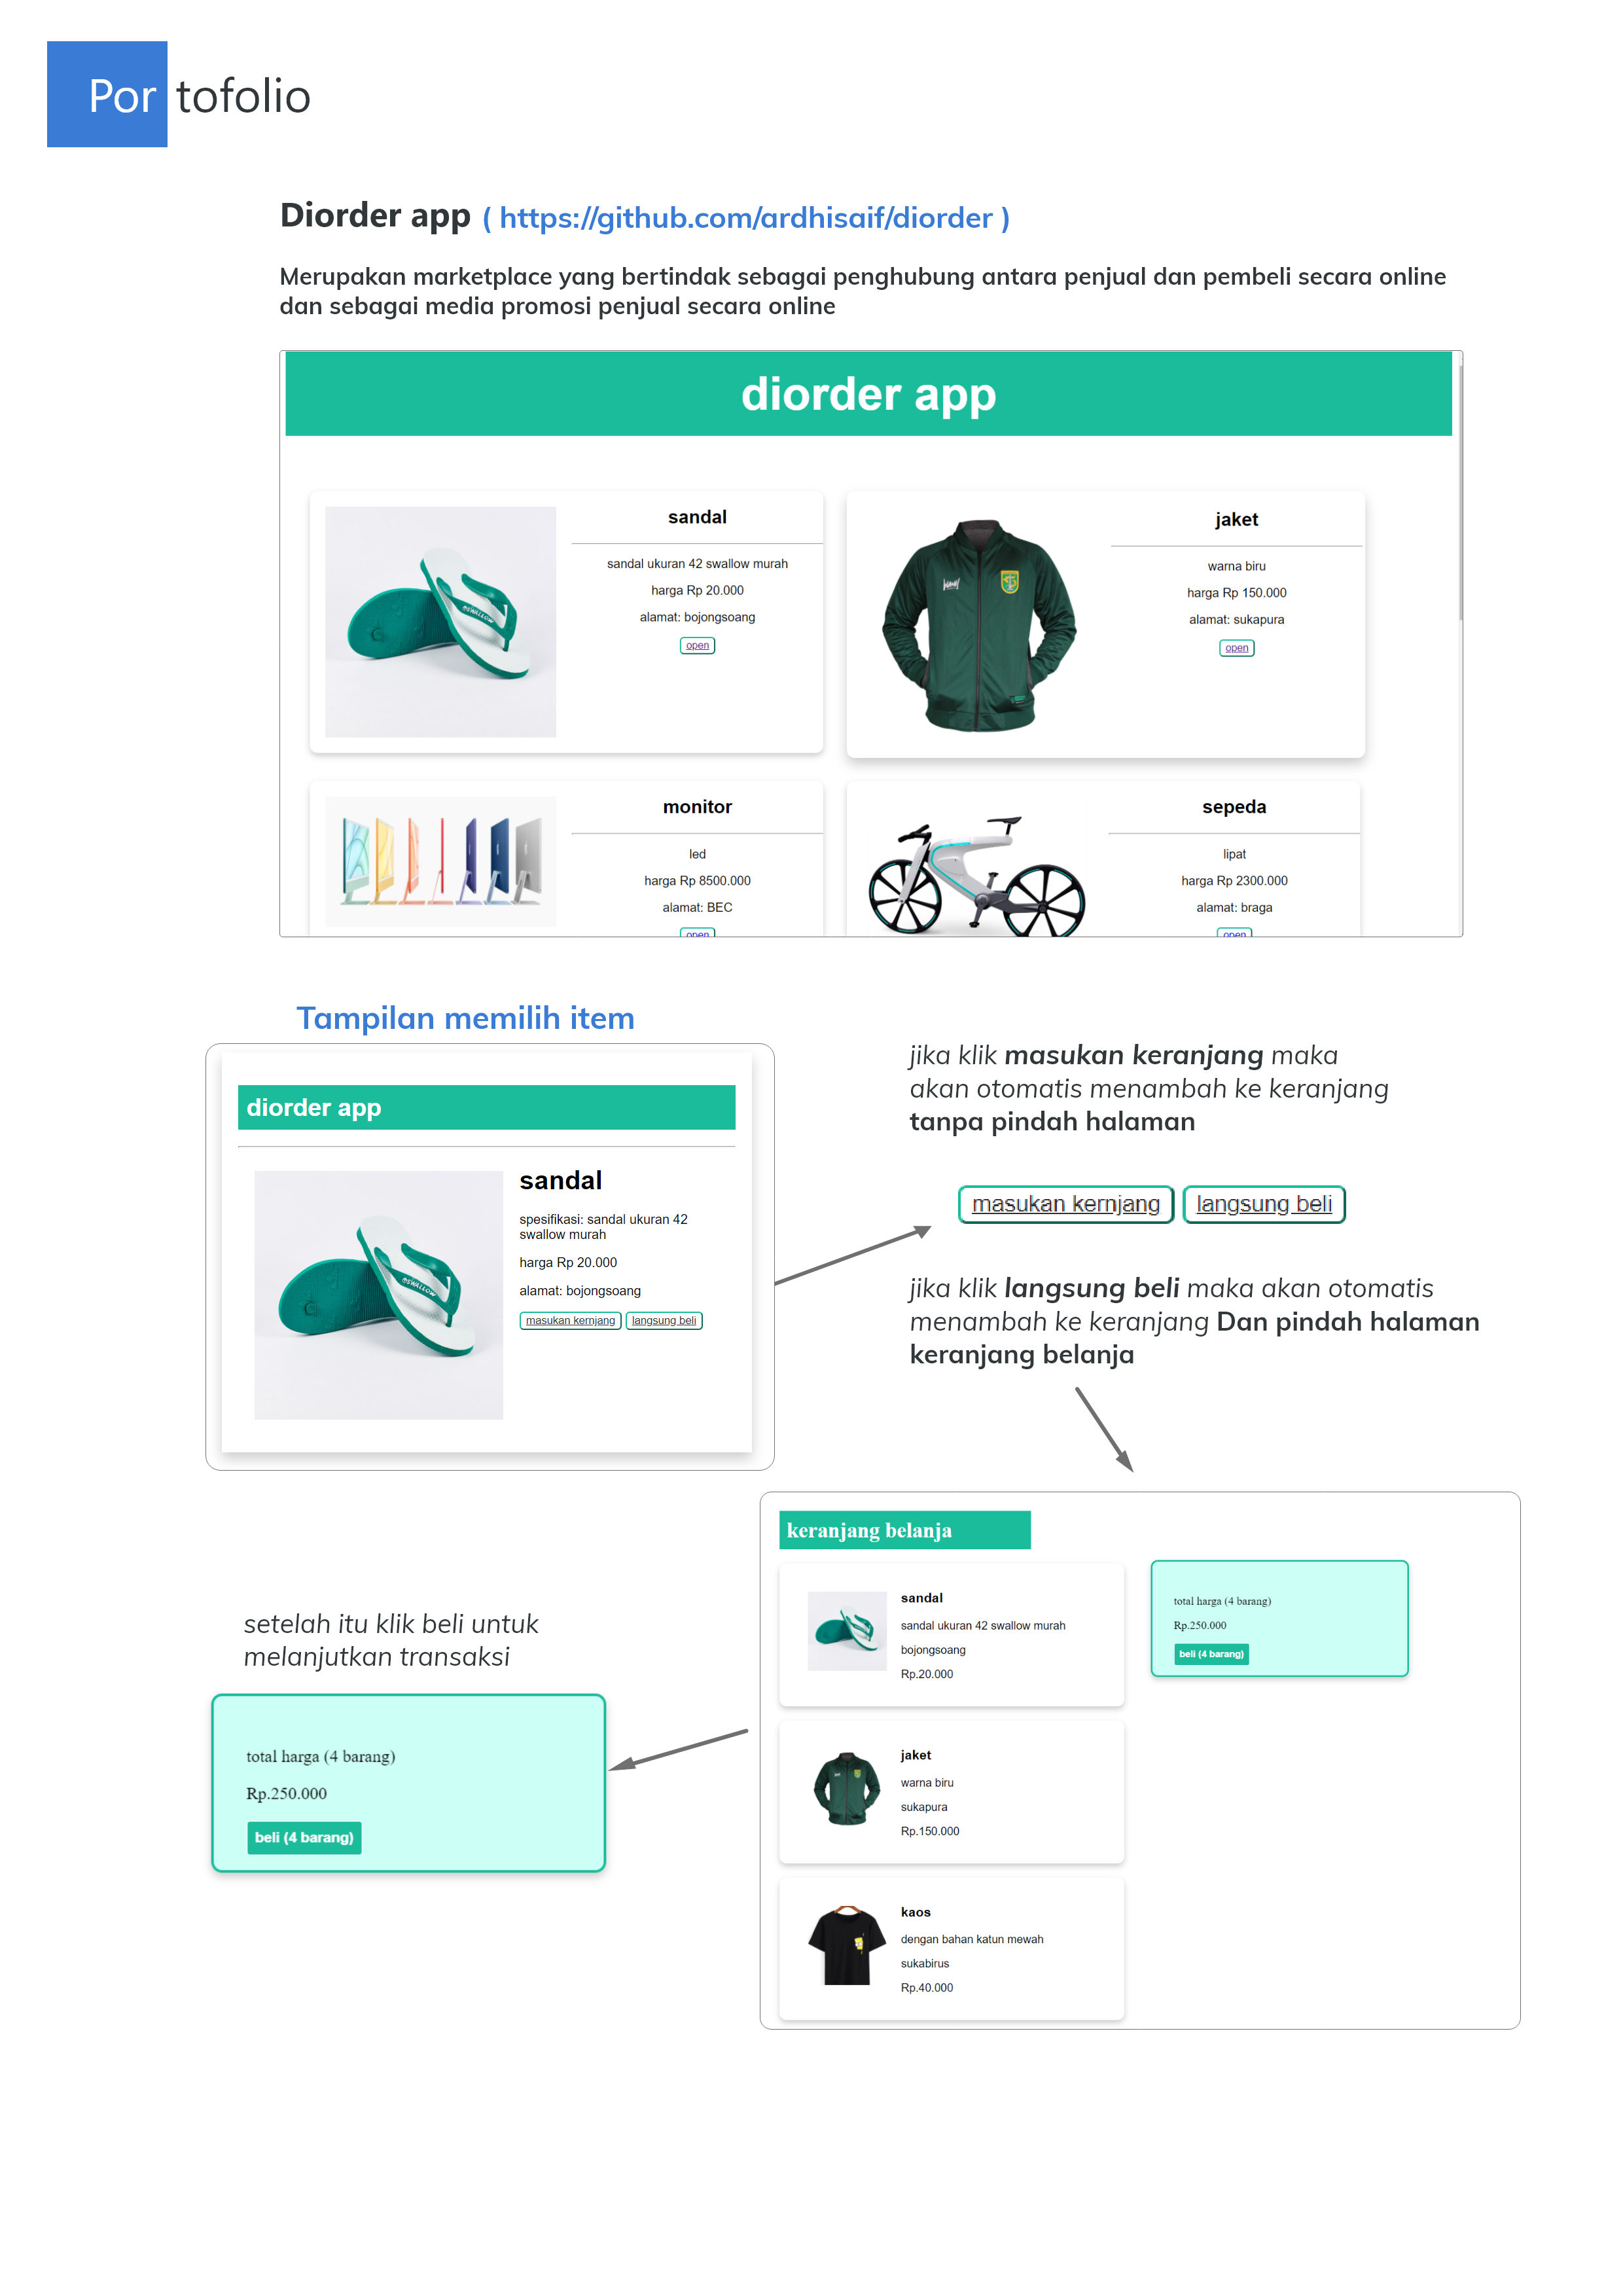 Por tofolio
Diorder app ( https://github.com/ardhisaif/diorder )
Merupakan marketplace yang bertindak sebagai penghubung antara penjual dan pembeli secara online
dan sebagai media promosi penjual secara online
diorder app
sandal
sandal ukuran 42 swallow murah
harga Rp 20.000
alamat: bojongsoang
open
jaket
warna biru
harga Rp 150.000
alamat: sukapura
open
monitor
led
harga Rp 8500.000
alamat: BEC
open
sepeda
lipat
harga Rp 2300.000
alamat: braga
open
Tampilan memilih item
diorder app
sandal
spesifikasi: sandal ukuran 42
swallow murah
harga Rp 20.000
alamat: bojongsoang
masukan kernjang langsung beli
SWALLOW
jika klik masukan keranjang maka
akan otomatis menambah ke keranjang
tanpa pindah halaman
masukan kernjang langsung beli
jika klik langsung beli maka akan otomatis
menambah ke keranjang Dan pindah halaman
keranjang belanja
keranjang belanja
sandal
sandal ukuran 42 swallow murah
bojongsoang
Rp.20.000
jaket
warna biru
sukapura
Rp.150.000
kaos
dengan bahan katun mewah
sukabirus
Rp.40.000
total harga (4 barang)
Rp.250.000
beli (4 barang)
setelah itu klik beli untuk
melanjutkan transaksi
total harga (4 barang)
Rp.250.000
beli (4 barang)